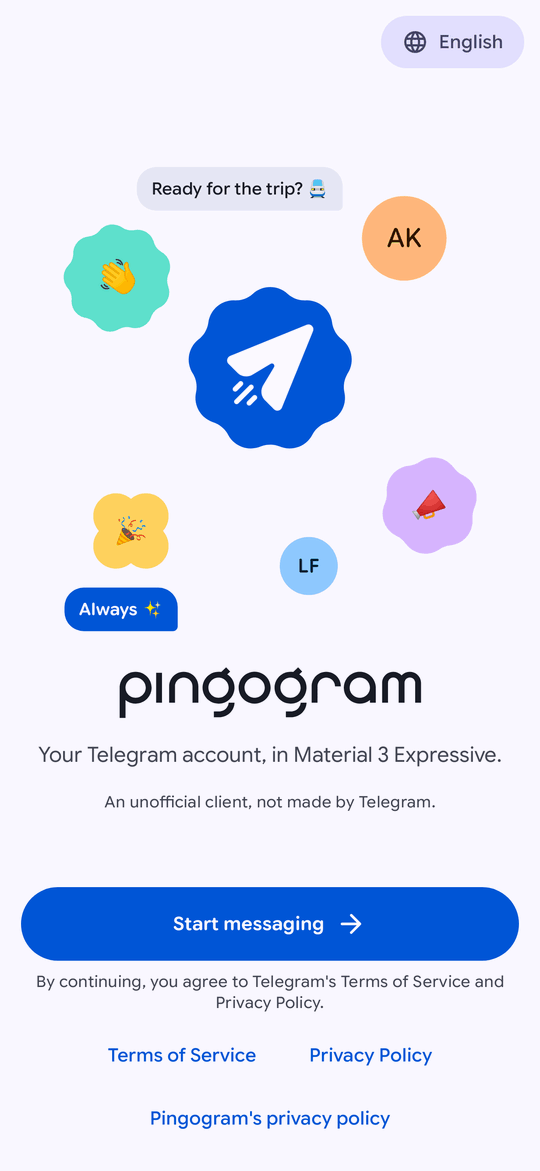 English
Ready for the trip? 🚊
AK
LF
Always ✨
pingogram
Your Telegram account, in Material 3 Expressive.
An unofficial client, not made by Telegram.
Start messaging →
By continuing, you agree to Telegram's Terms of Service and
Privacy Policy.
Terms of Service
Privacy Policy
Pingogram's privacy policy